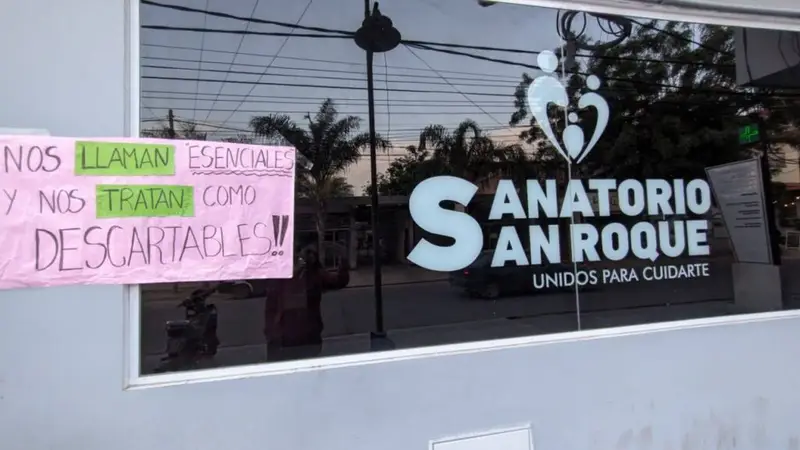 NOS LLAMAN ESENCIALES
Y NOS TRATAN COMO
DESCARTABLES!!
SANATORIO
SAN ROQUE
UNIDOS PARA CUIDARTE